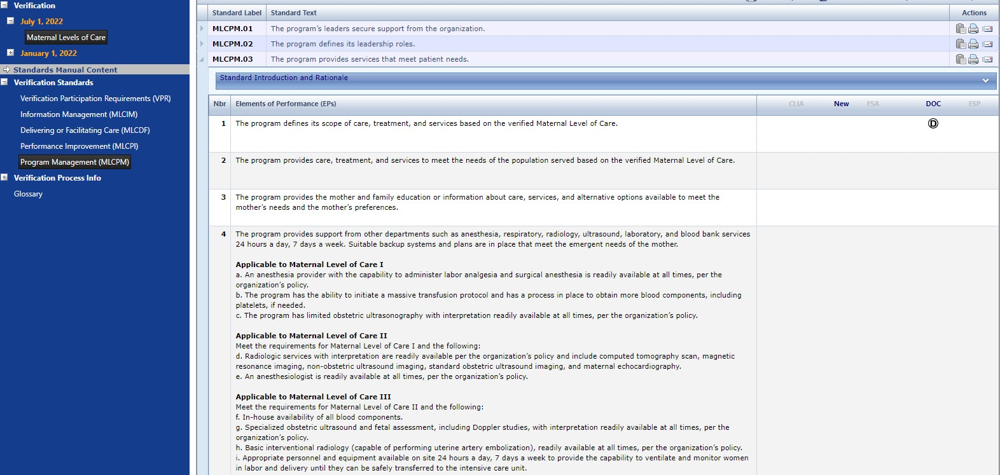 Verification
July 1, 2022
Maternal Levels of Care
January 1, 2022
Standards Manual Content
Verification Standards
Verification Participation Requirements (VPR)
Information Management (MLCIM)
Delivering or Facilitating Care (MLCDF)
Performance Improvement (MLCPI)
Program Management (MLCPM)
Verification Process Info
Glossary
Standard Label Standard Text Actions
MLCPM.01 The program’s leaders secure support from the organization.
MLCPM.02 The program defines its leadership roles.
MLCPM.03 The program provides services that meet patient needs.
Standard Introduction and Rationale
Nbr Elements of Performance (EPs) CLIA New FSA DOC ESP
1 The program defines its scope of care, treatment, and services based on the verified Maternal Level of Care. D
2 The program provides care, treatment, and services to meet the needs of the population served based on the verified Maternal Level of Care.
3 The program provides the mother and family education or information about care, services, and alternative options available to meet the
mother’s needs and the mother’s preferences.
4 The program provides support from other departments such as anesthesia, respiratory, radiology, ultrasound, laboratory, and blood bank services
24 hours a day, 7 days a week. Suitable backup systems and plans are in place that meet the emergent needs of the mother.
Applicable to Maternal Level of Care I
a. An anesthesia provider with the capability to administer labor analgesia and surgical anesthesia is readily available at all times, per the
organization’s policy.
b. The program has the ability to initiate a massive transfusion protocol and has a process in place to obtain more blood components, including
platelets, if needed.
c. The program has limited obstetric ultrasonography with interpretation readily available at all times, per the organization’s policy.
Applicable to Maternal Level of Care II
Meet the requirements for Maternal Level of Care I and the following:
d. Radiologic services with interpretation are readily available per the organization’s policy and include computed tomography scan, magnetic
resonance imaging, non-obstetric ultrasound imaging, standard obstetric ultrasound imaging, and maternal echocardiography.
e. An anesthesiologist is readily available at all times, per the organization’s policy.
Applicable to Maternal Level of Care III
Meet the requirements for Maternal Level of Care II and the following:
f. In-house availability of all blood components.
g. Specialized obstetric ultrasound and fetal assessment, including Doppler studies, with interpretation readily available at all times, per the
organization’s policy.
h. Basic interventional radiology (capable of performing uterine artery embolization), readily available at all times, per the organization’s policy.
i. Appropriate personnel and equipment available on site 24 hours a day, 7 days a week to provide the capability to ventilate and monitor women
in labor and delivery until they can be safely transferred to the intensive care unit.